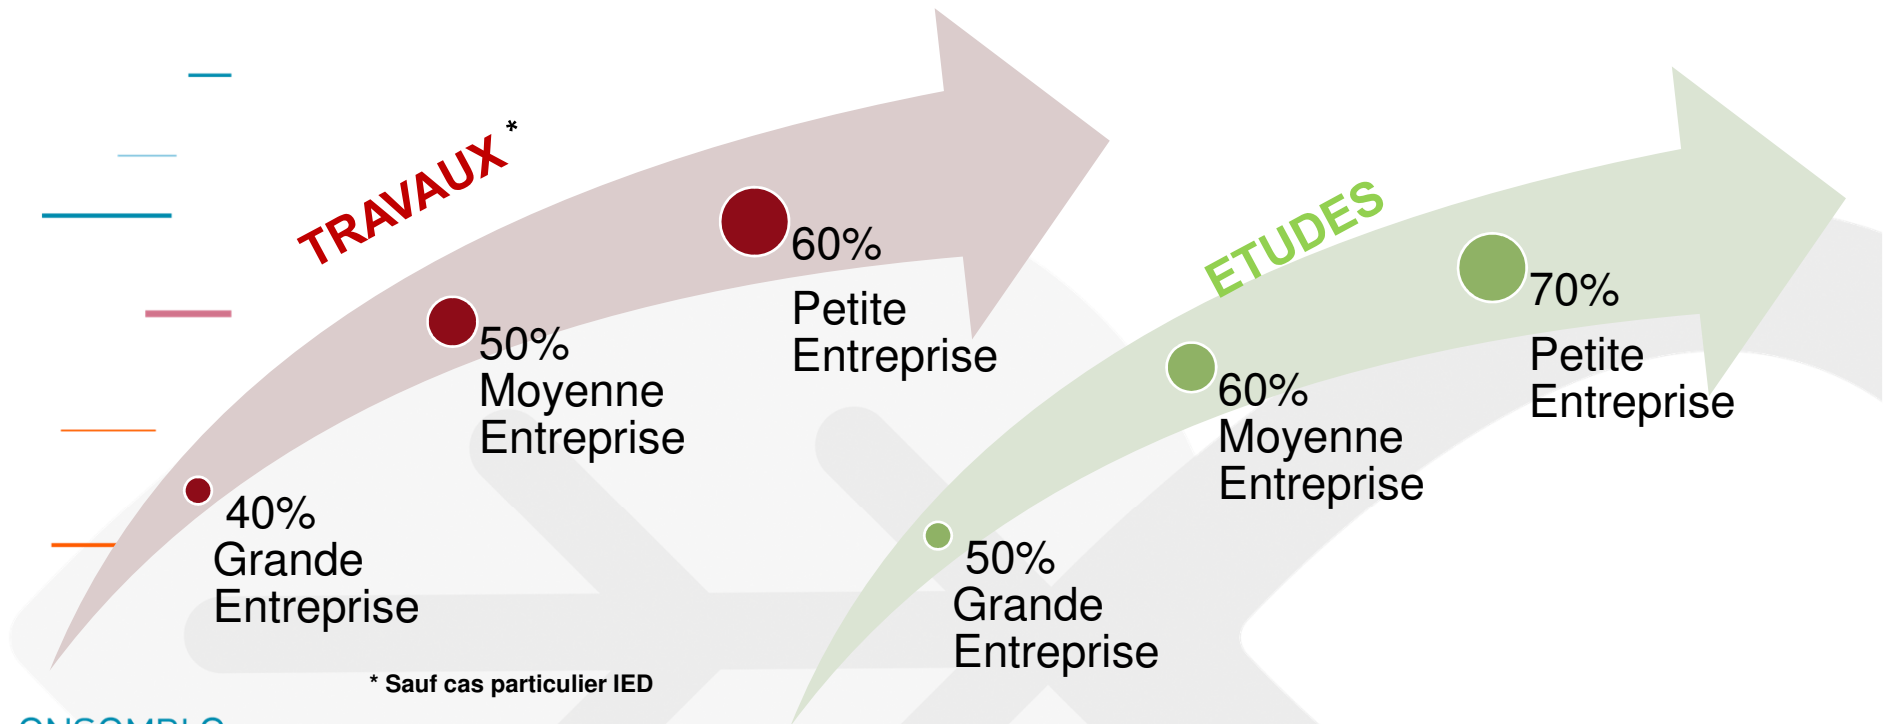 TRAVAUX *
60%
Petite
Entreprise
50%
Moyenne
Entreprise
40%
Grande
Entreprise
* Sauf cas particulier IED
ETUDES
70%
Petite
Entreprise
60%
Moyenne
Entreprise
50%
Grande
Entreprise